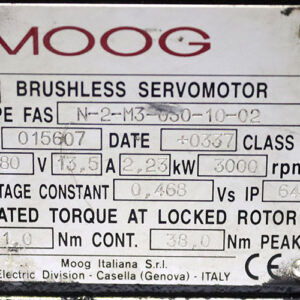 MOOG
BRUSHLESS SERVOMOTOR
PE FAS N-2-M3-030-10-02
015607 DATE ÷0337 CLASS
80 V 13,5 A 2,23 kW 3000 rpm
TAGE CONSTANT 0,468 Vs IP 64
ATED TORQUE AT LOCKED ROTOR
1,0 Nm CONT. 38,0 Nm PEAK
Moog Italiana S.r.l.
Electric Division - Casella (Genova) - ITALY
CE